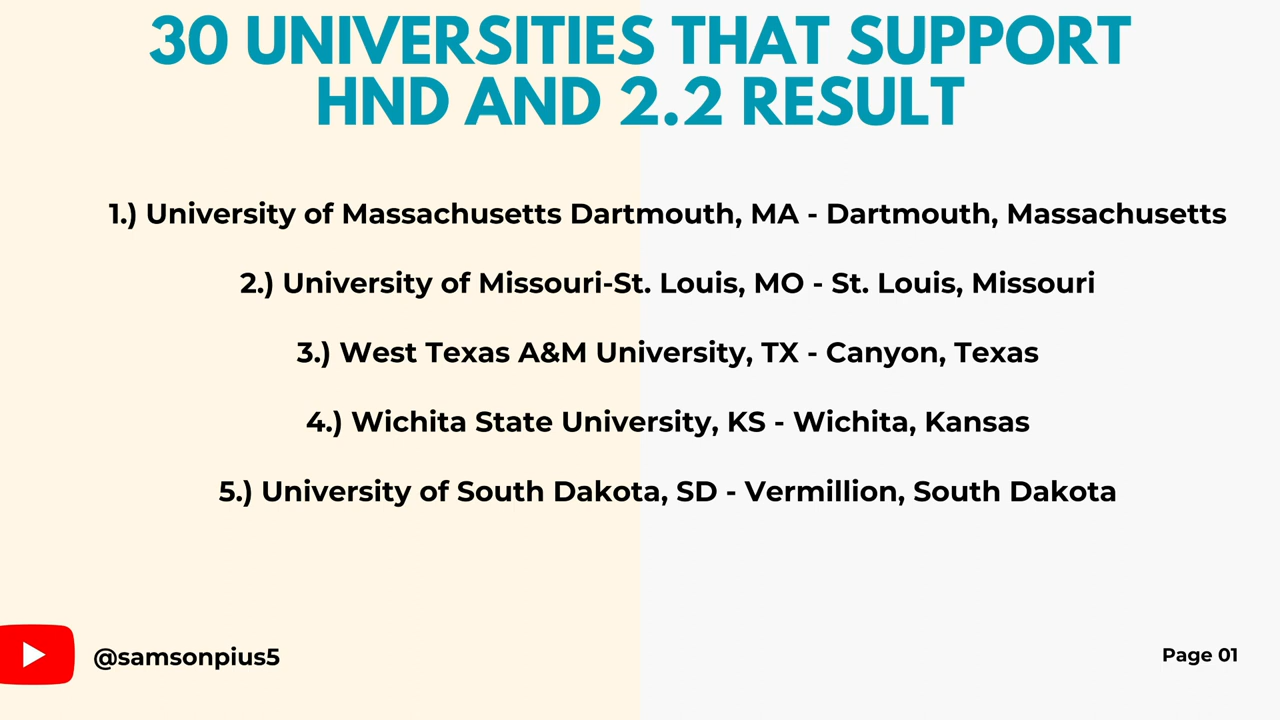 30 UNIVERSITIES THAT SUPPORT
HND AND 2.2 RESULT
1.) University of Massachusetts Dartmouth, MA - Dartmouth, Massachusetts
2.) University of Missouri-St. Louis, MO - St. Louis, Missouri
3.) West Texas A&M University, TX - Canyon, Texas
4.) Wichita State University, KS - Wichita, Kansas
5.) University of South Dakota, SD - Vermillion, South Dakota
@samsonpius5
Page 01